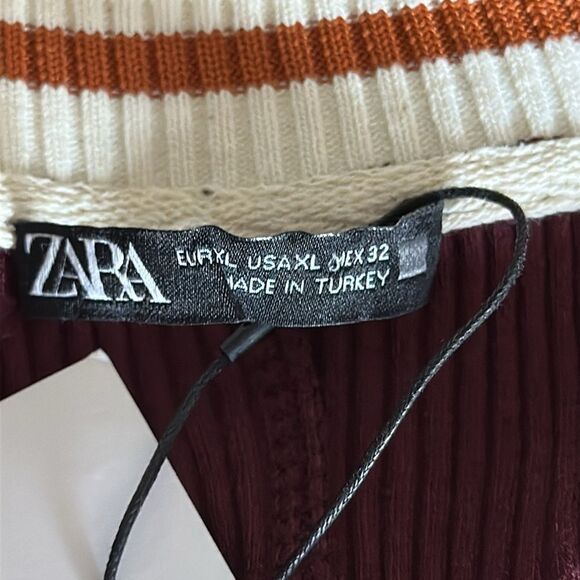 ZARA
EUR XL USA XL MEX 32
MADE IN TURKEY